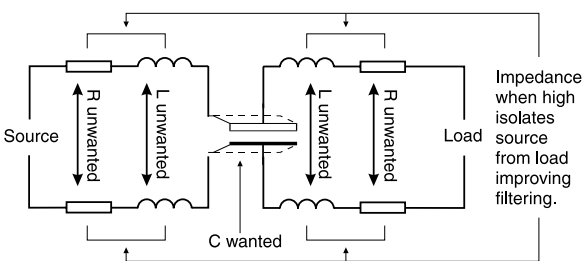 Source
R unwanted
L unwanted
C wanted
L unwanted
R unwanted
Load
Impedance
when high
isolates
source
from load
improving
filtering.